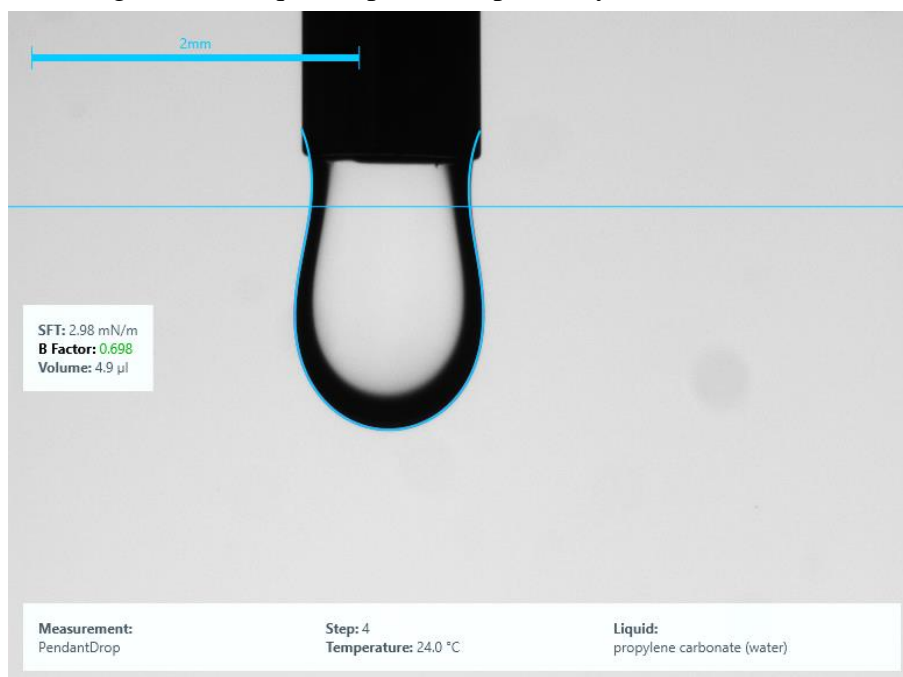 2mm
SFT: 2.98 mN/m
B Factor: 0.698
Volume: 4.9 µl
Measurement:
PendantDrop
Step: 4
Temperature: 24.0 °C
Liquid:
propylene carbonate (water)